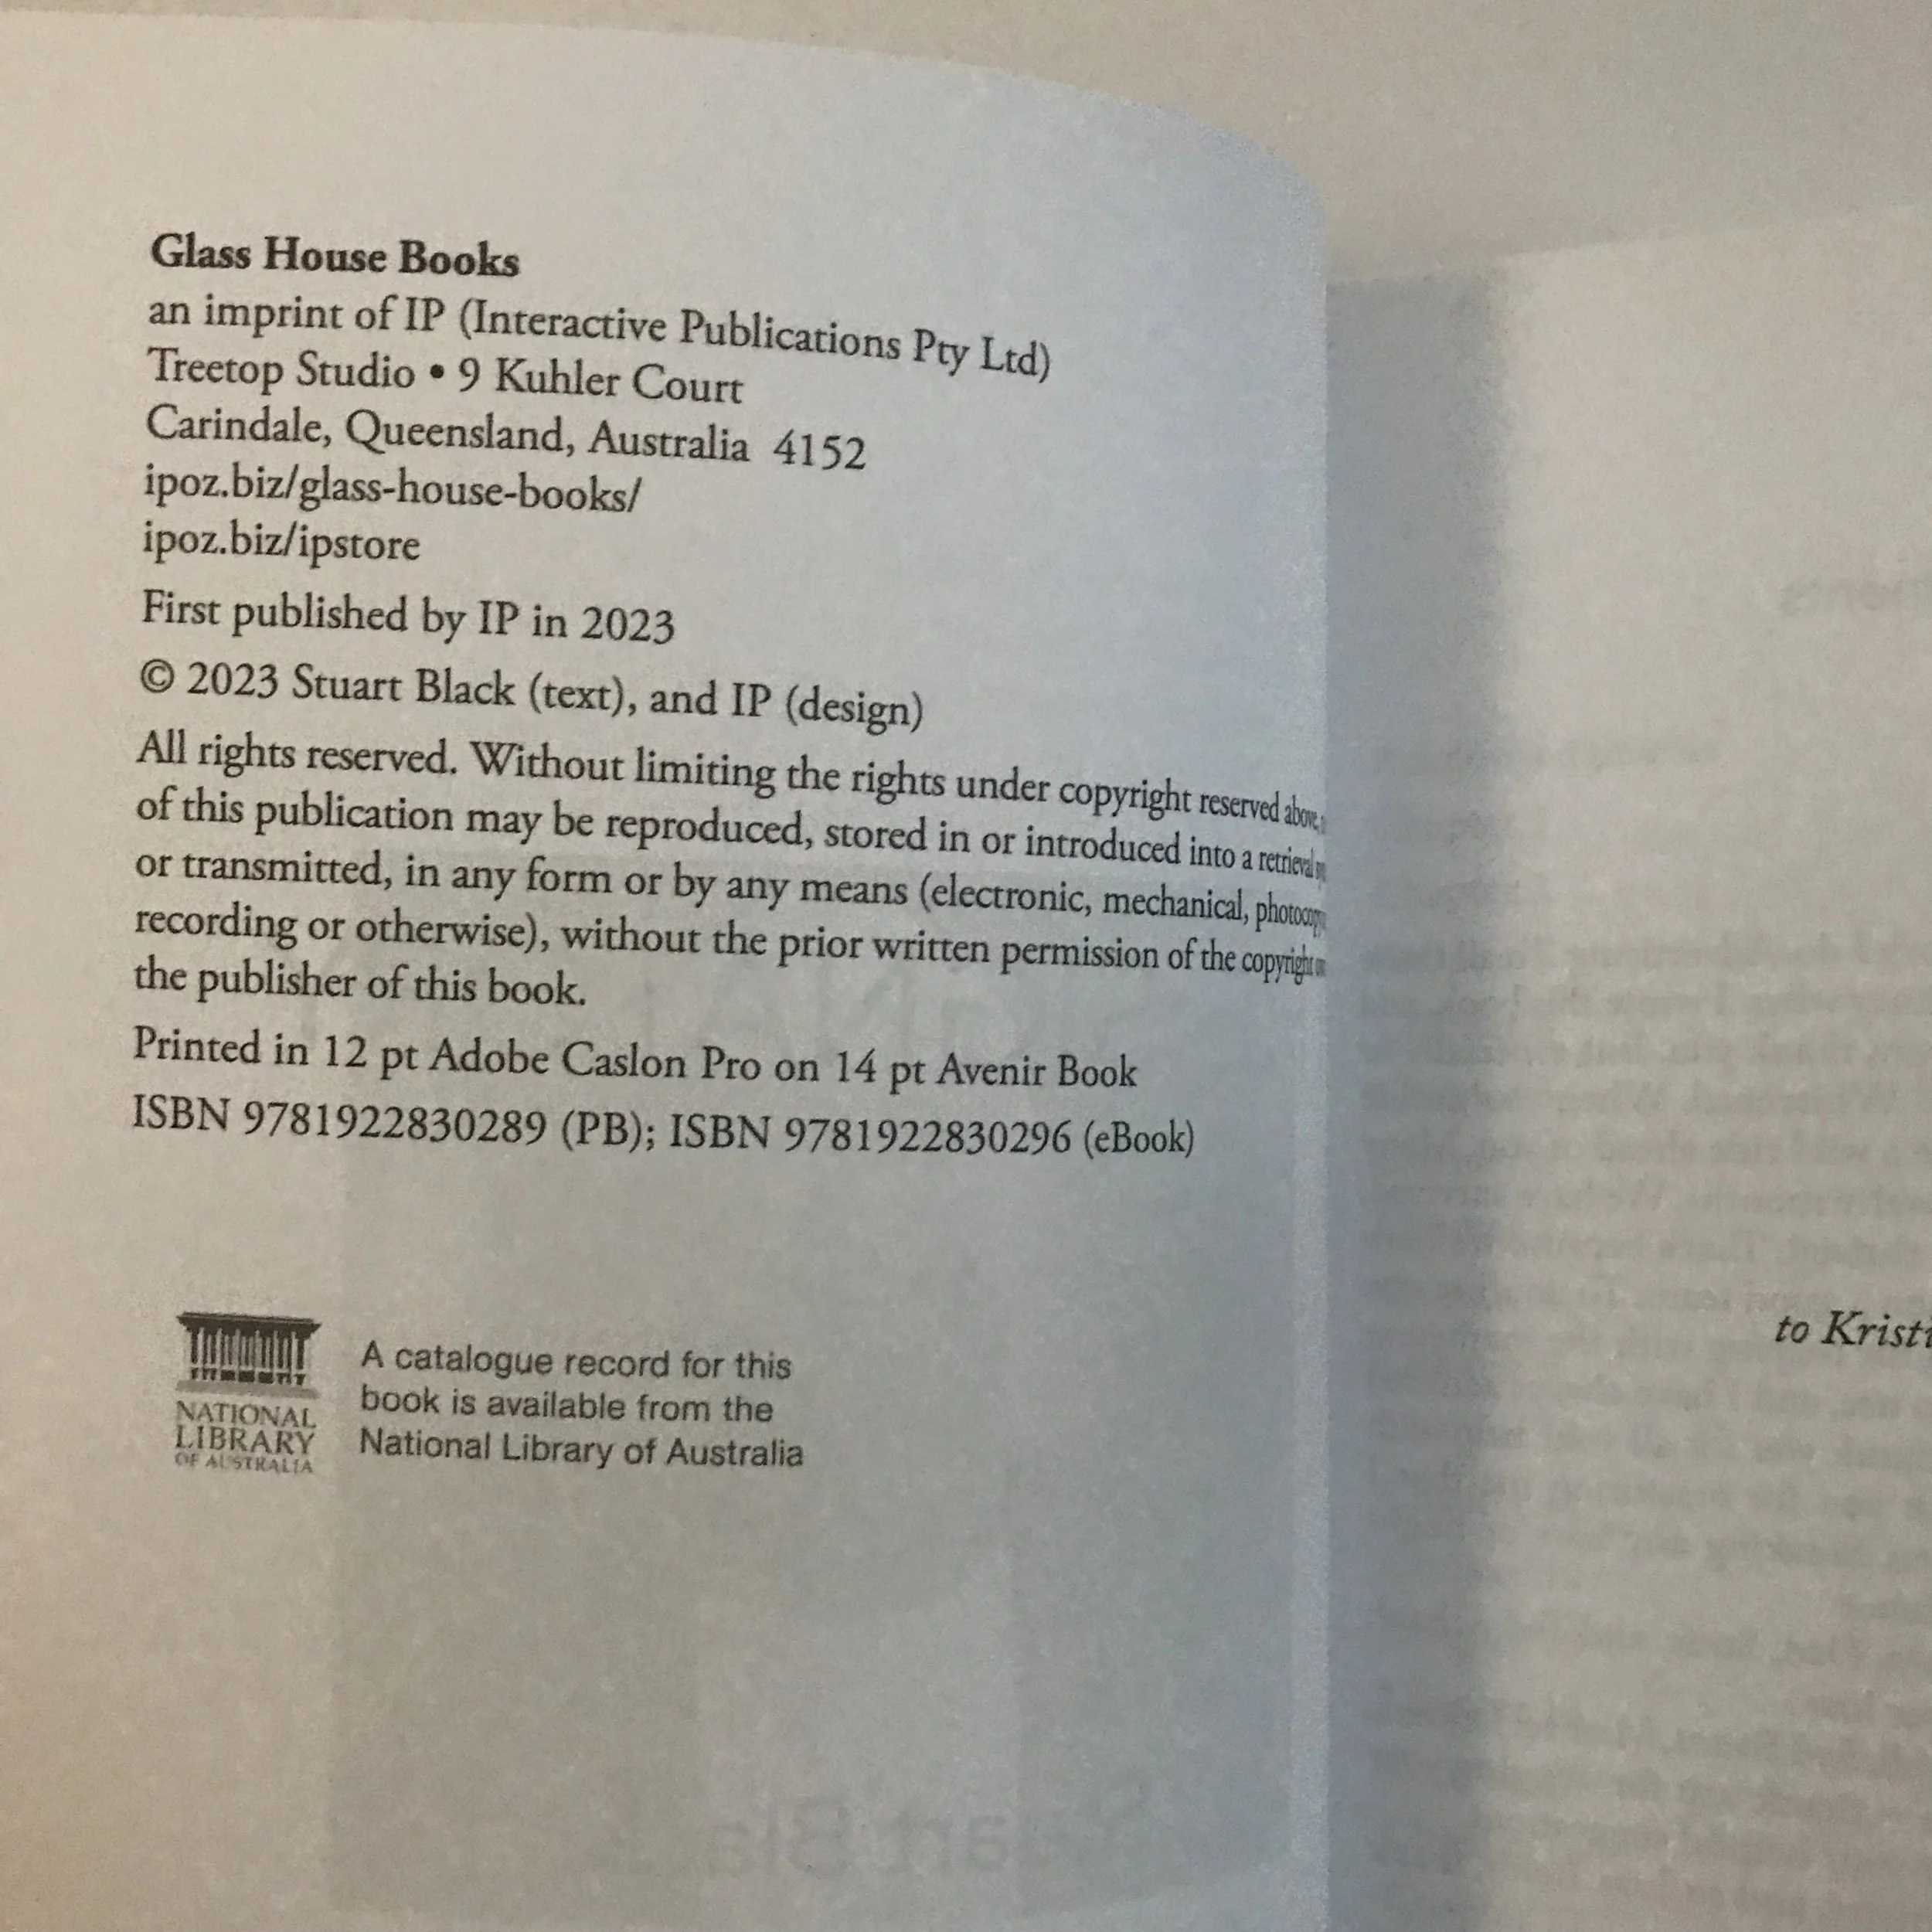 Glass House Books
an imprint of IP (Interactive Publications Pty Ltd)
Treetop Studio • 9 Kuhler Court
Carindale, Queensland, Australia 4152
ipoz.biz/glass-house-books/
ipoz.biz/ipstore
First published by IP in 2023
© 2023 Stuart Black (text), and IP (design)
All rights reserved. Without limiting the rights under copyright reserved above,
of this publication may be reproduced, stored in or introduced into a retrieval
or transmitted, in any form or by any means (electronic, mechanical,
recording or otherwise), without the prior written permission of the copyright
the publisher of this book.
Printed in 12 pt Adobe Caslon Pro on 14 pt Avenir Book
ISBN 9781922830289 (PB); ISBN 9781922830296 (eBook)
NATIONAL
LIBRARY
OF AUSTRALIA
A catalogue record for this
book is available from the
National Library of Australia
to Kristi